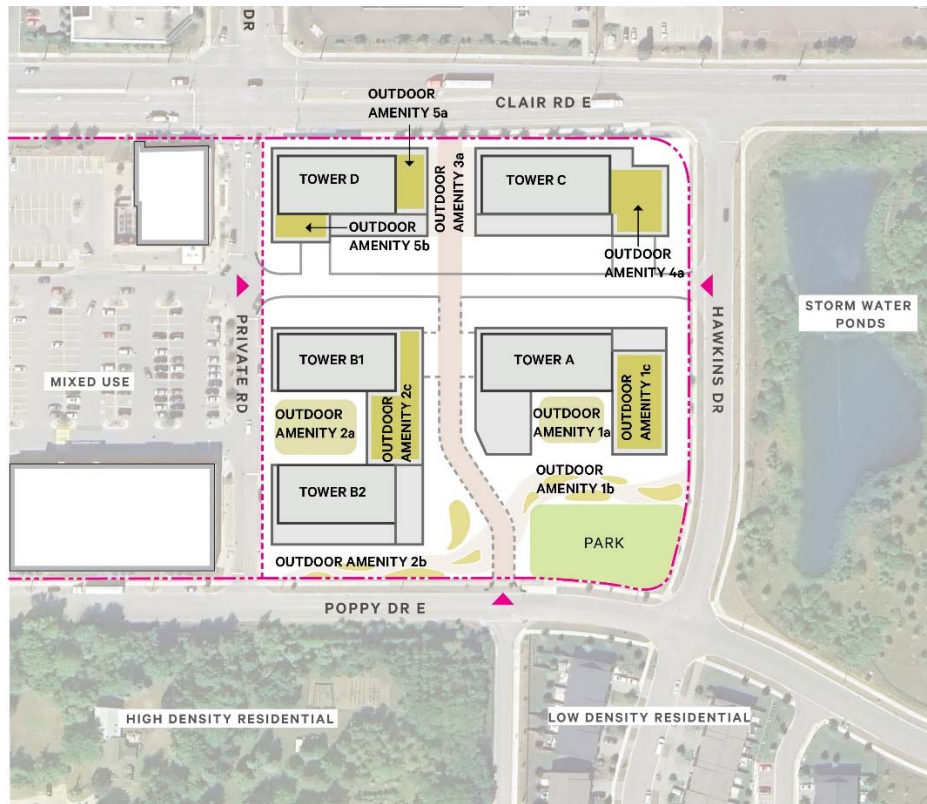 DR
CLAIR RD E
OUTDOOR
AMENITY 5a
OUTDOOR
AMENITY 3a
TOWER D
TOWER C
OUTDOOR
AMENITY 5b
OUTDOOR
AMENITY 4a
PRIVATE RD
HAWKINS DR
STORM WATER
PONDS
MIXED USE
TOWER B1
TOWER A
OUTDOOR
AMENITY 2a
OUTDOOR
AMENITY 2c
OUTDOOR
AMENITY 1a
OUTDOOR
AMENITY 1c
TOWER B2
OUTDOOR
AMENITY 1b
PARK
OUTDOOR AMENITY 2b
POPPY DR E
HIGH DENSITY RESIDENTIAL
LOW DENSITY RESIDENTIAL